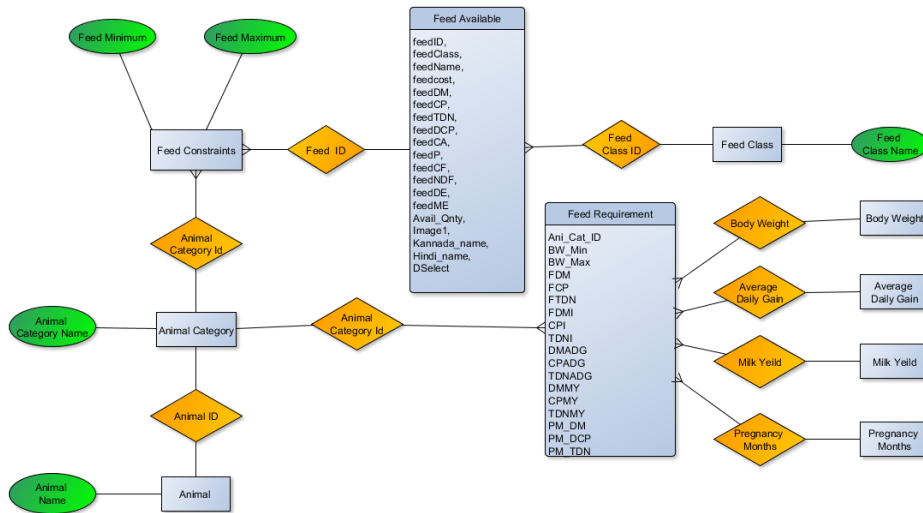 Feed Minimum
Feed Maximum
Feed Available
feedID,
feedClass,
feedName,
feedcost,
feedDM,
feedCP,
feedTDN,
feedDCP,
feedCA,
feedP,
feedCF,
feedNDF,
feedDE,
feedME
Avail_Qnty,
Image1,
Kannada_name,
Hindi_name,
DSelect
Feed Constraints
Feed ID
Feed
Class ID
Feed Class
Feed
Class Name
Feed Requirement
Ani_Cat_ID
BW_Min
BW_Max
FDM
FCP
FTDN
FDMI
CPI
TDNI
DMADG
CPADG
TDNADG
DMMY
CPMY
TDNMY
PM_DM
PM_DCP
PM_TDN
Body Weight
Body Weight
Animal
Category Id
Average
Daily Gain
Average
Daily Gain
Animal
Category Name
Animal Category
Animal
Category Id
Milk Yeild
Milk Yeild
Animal ID
Pregnancy
Months
Pregnancy
Months
Animal
Name
Animal